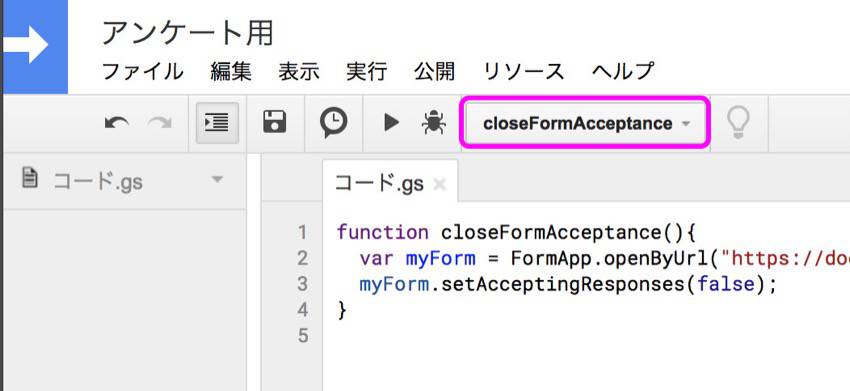 アンケート用
ファイル 編集 表示 実行 公開 リソース ヘルプ
closeFormAcceptance
コード.gs
コード.gs
1 function closeFormAcceptance(){
2 var myForm = FormApp.openByUrl("https://do
3 myForm.setAcceptingResponses(false);
4 }
5